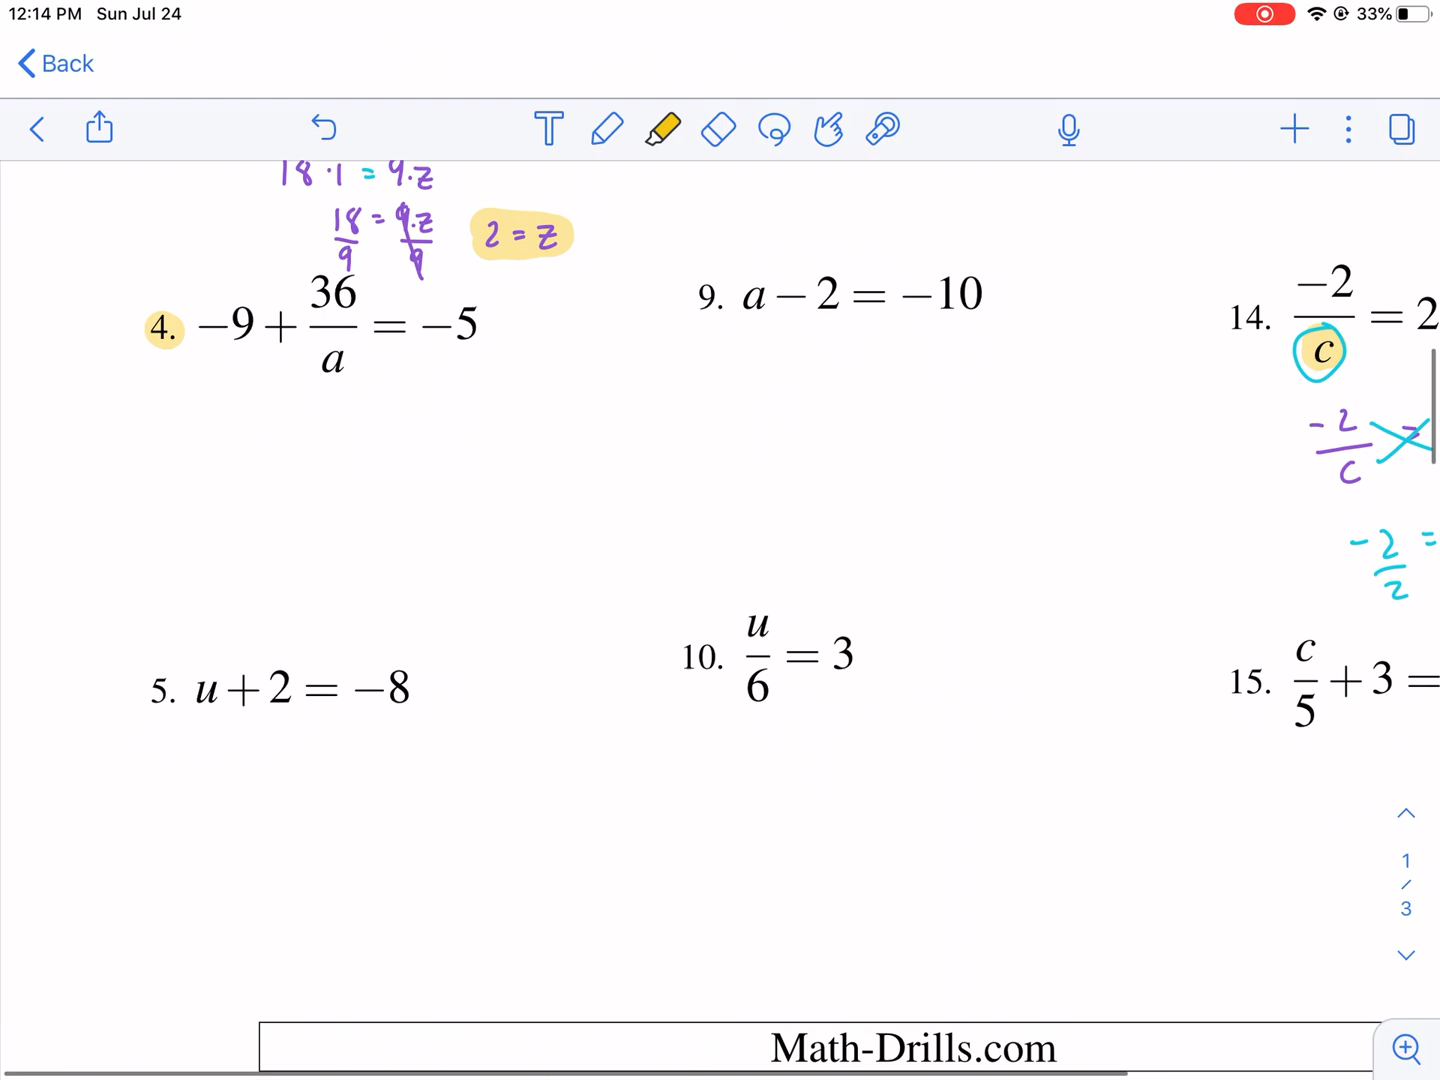 12:14 PM Sun Jul 24
33%
Back
18 · 1 = 9·z
18/9 = 9·z/9
2 = z
4. −9 + 36/a = −5
9. a − 2 = −10
14. −2/c = 2
-2/c =
-2/2 =
5. u + 2 = −8
10. u/6 = 3
15. c/5 + 3 =
1
/
3
Math-Drills.com